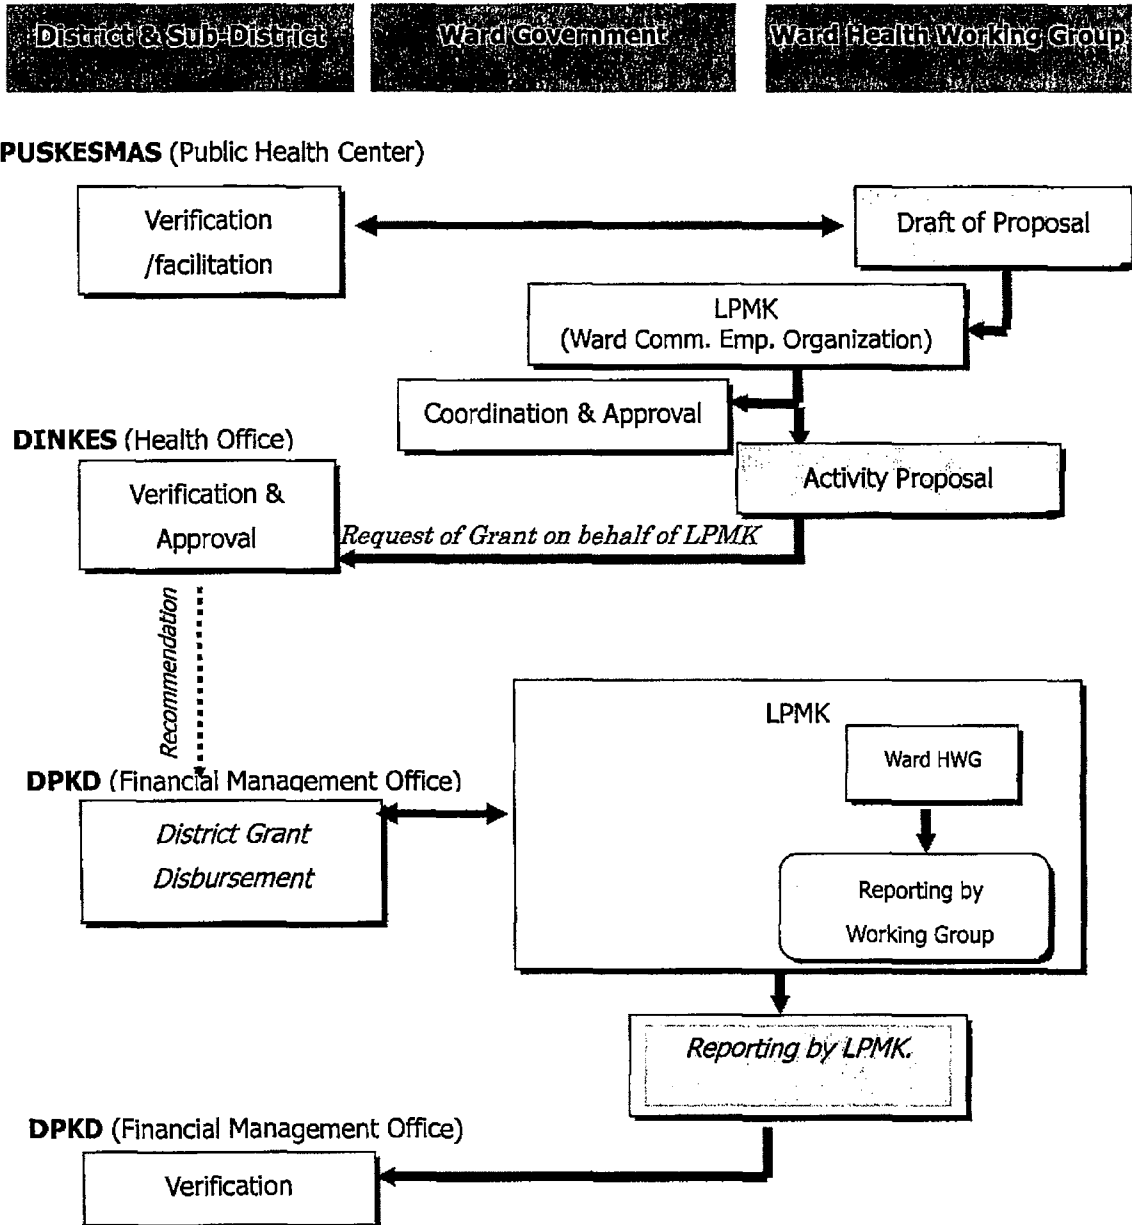 District & Sub-District
Ward Government
Ward Health Working Group
PUSKESMAS (Public Health Center)
Verification
/facilitation
Draft of Proposal
LPMK
(Ward Comm. Emp. Organization)
Coordination & Approval
DINKES (Health Office)
Verification &
Approval
Activity Proposal
Request of Grant on behalf of LPMK
Recommendation
LPMK
Ward HWG
DPKD (Financial Management Office)
District Grant
Disbursement
Reporting by
Working Group
Reporting by LPMK.
DPKD (Financial Management Office)
Verification